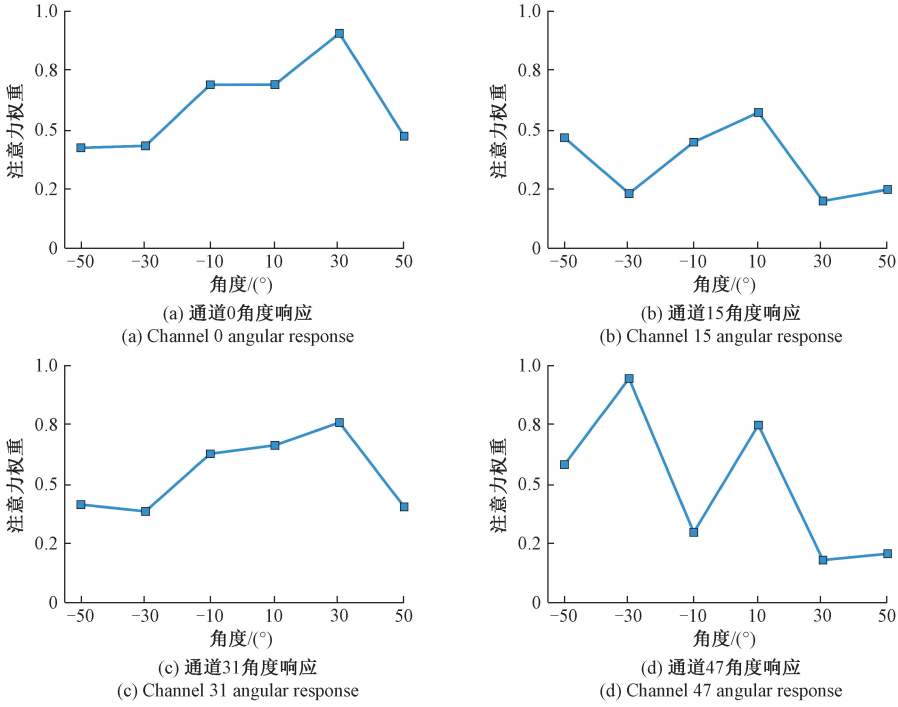 1.0
0.8
0.5
0.2
0
注意力权重
−50 −30 −10 10 30 50
角度/(°)
(a) 通道0角度响应
(a) Channel 0 angular response
1.0
0.8
0.5
0.2
0
注意力权重
−50 −30 −10 10 30 50
角度/(°)
(b) 通道15角度响应
(b) Channel 15 angular response
1.0
0.8
0.5
0.2
0
注意力权重
−50 −30 −10 10 30 50
角度/(°)
(c) 通道31角度响应
(c) Channel 31 angular response
1.0
0.8
0.5
0.2
0
注意力权重
−50 −30 −10 10 30 50
角度/(°)
(d) 通道47角度响应
(d) Channel 47 angular response